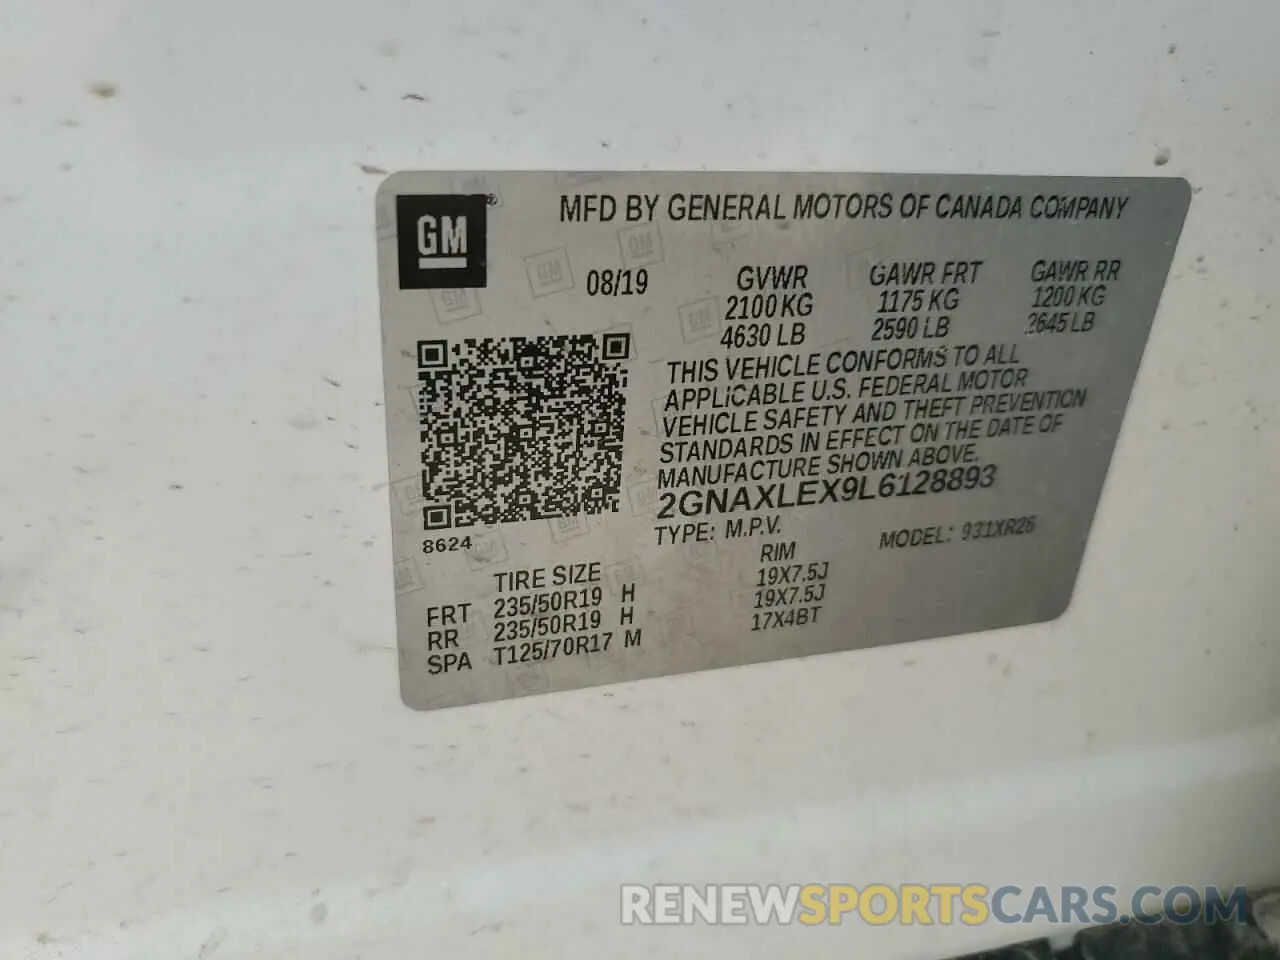 GM®
MFD BY GENERAL MOTORS OF CANADA COMPANY
08/19 GVWR GAWR FRT GAWR RR
2100 KG 1175 KG 1200 KG
4630 LB 2590 LB 2645 LB
THIS VEHICLE CONFORMS TO ALL
APPLICABLE U.S. FEDERAL MOTOR
VEHICLE SAFETY AND THEFT PREVENTION
STANDARDS IN EFFECT ON THE DATE OF
MANUFACTURE SHOWN ABOVE.
2GNAXLEX9L6128893
TYPE: M.P.V. MODEL: 931XR26
8624
TIRE SIZE RIM
FRT 235/50R19 H 19X7.5J
RR 235/50R19 H 19X7.5J
SPA T125/70R17 M 17X4BT
RENEWSPORTSCARS.COM